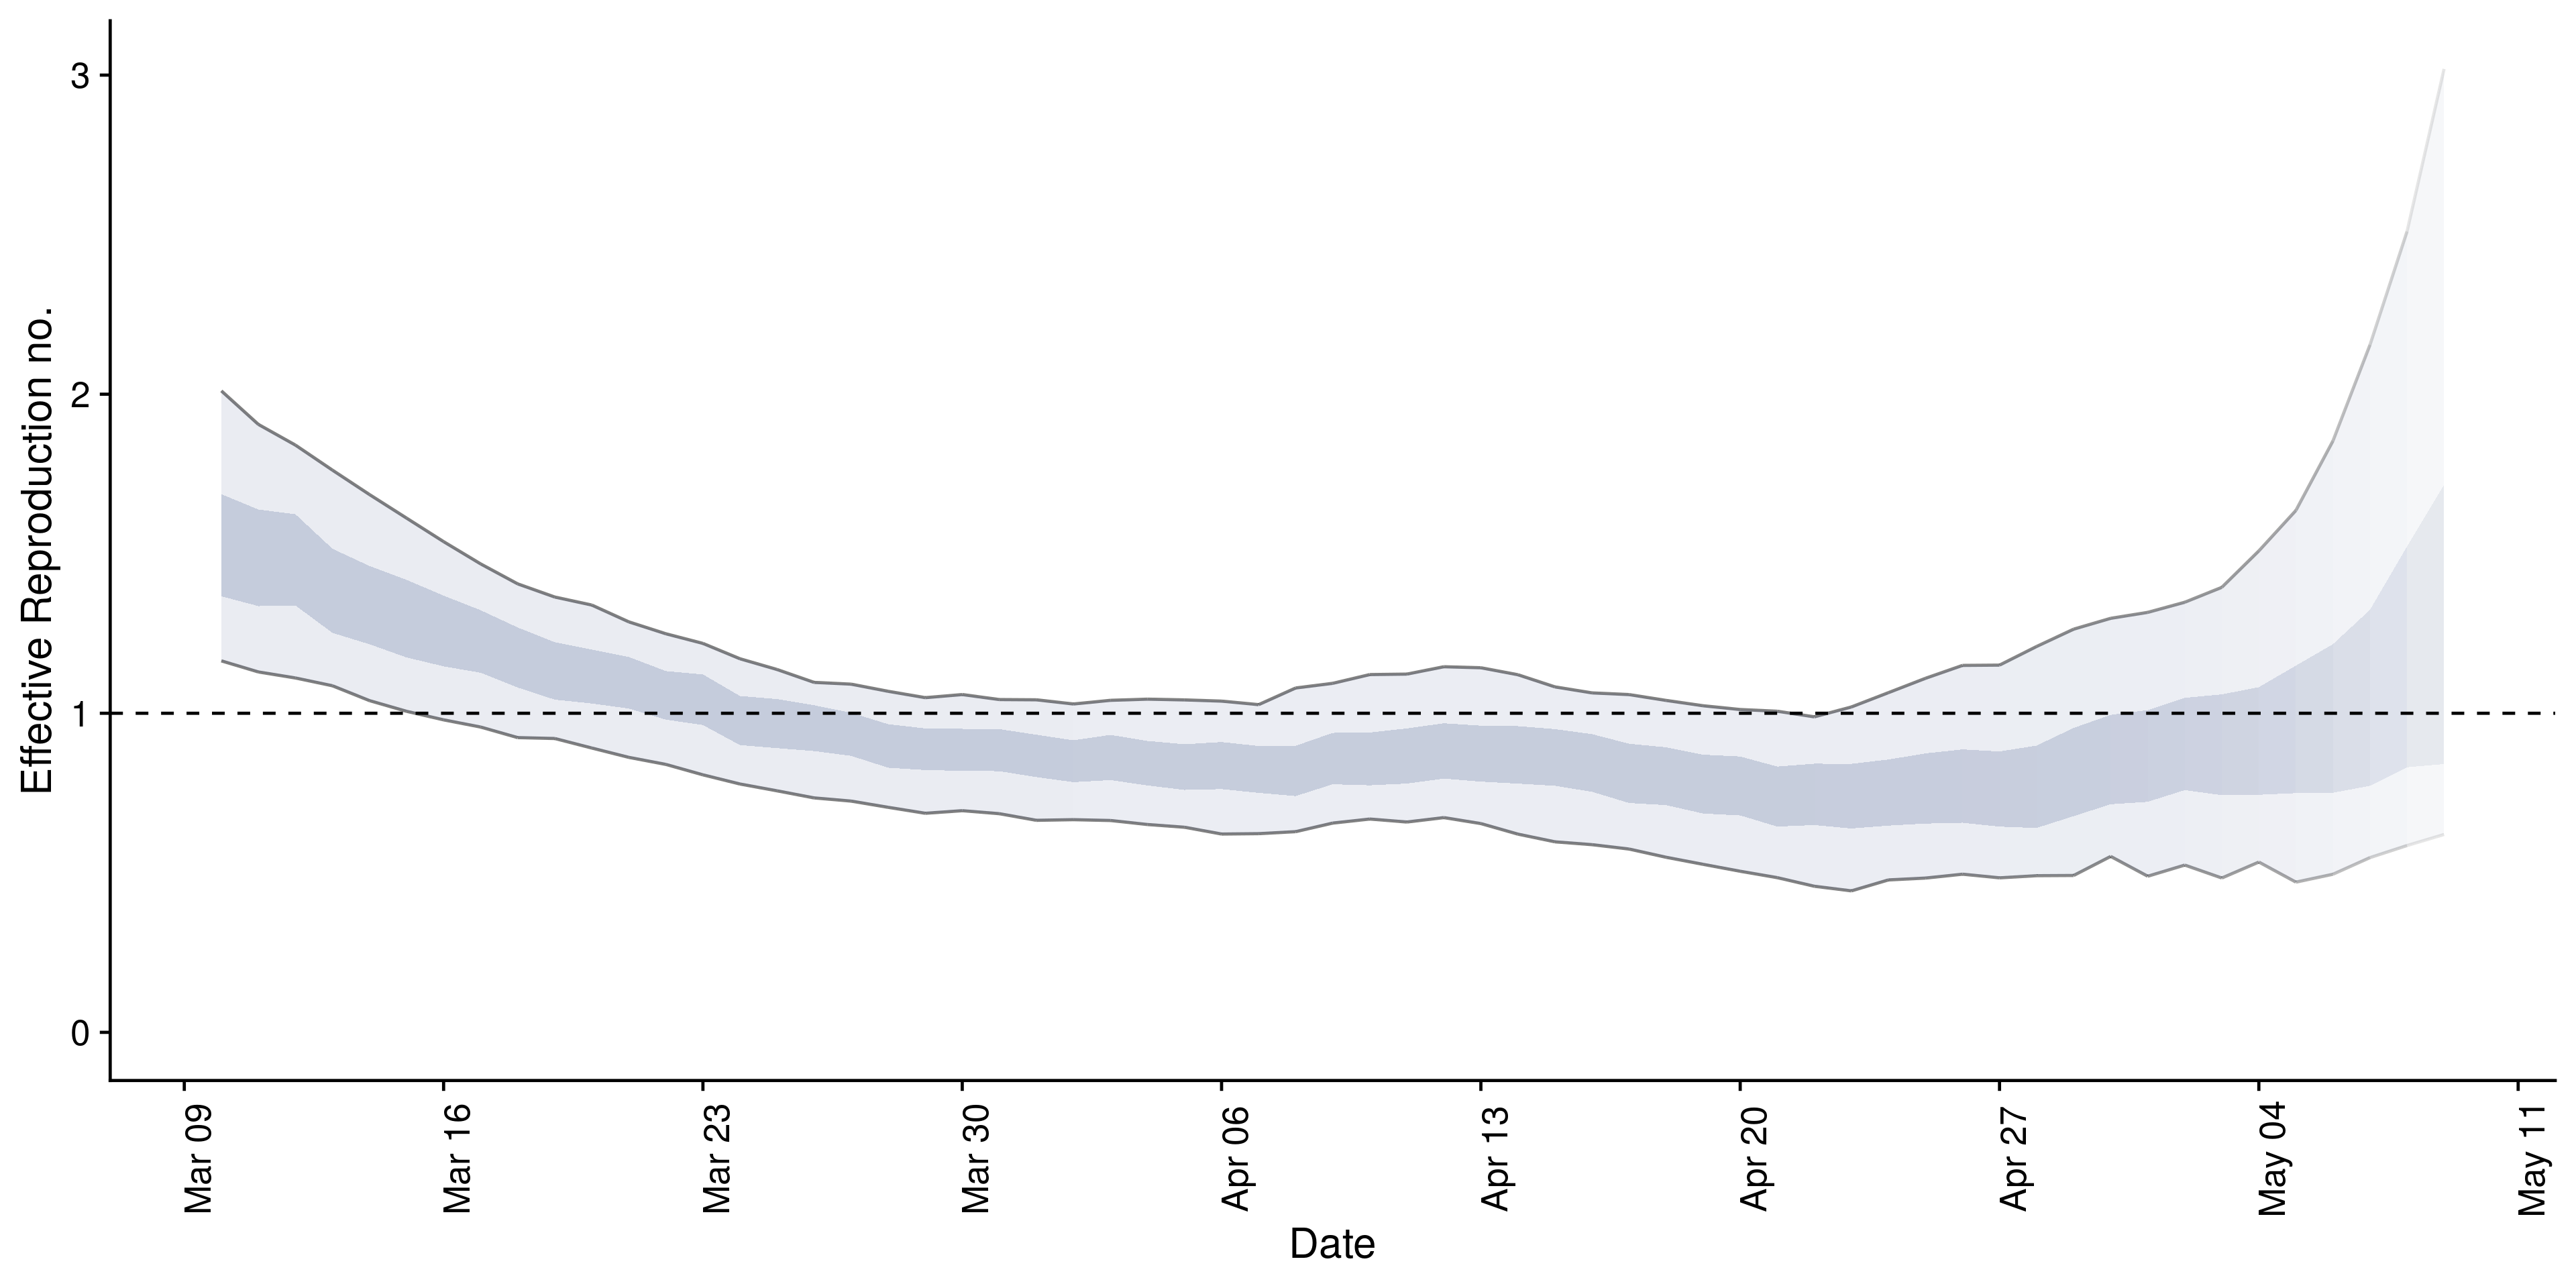 Effective Reproduction no.
3
2
1
0
Mar 09
Mar 16
Mar 23
Mar 30
Apr 06
Apr 13
Apr 20
Apr 27
May 04
May 11
Date